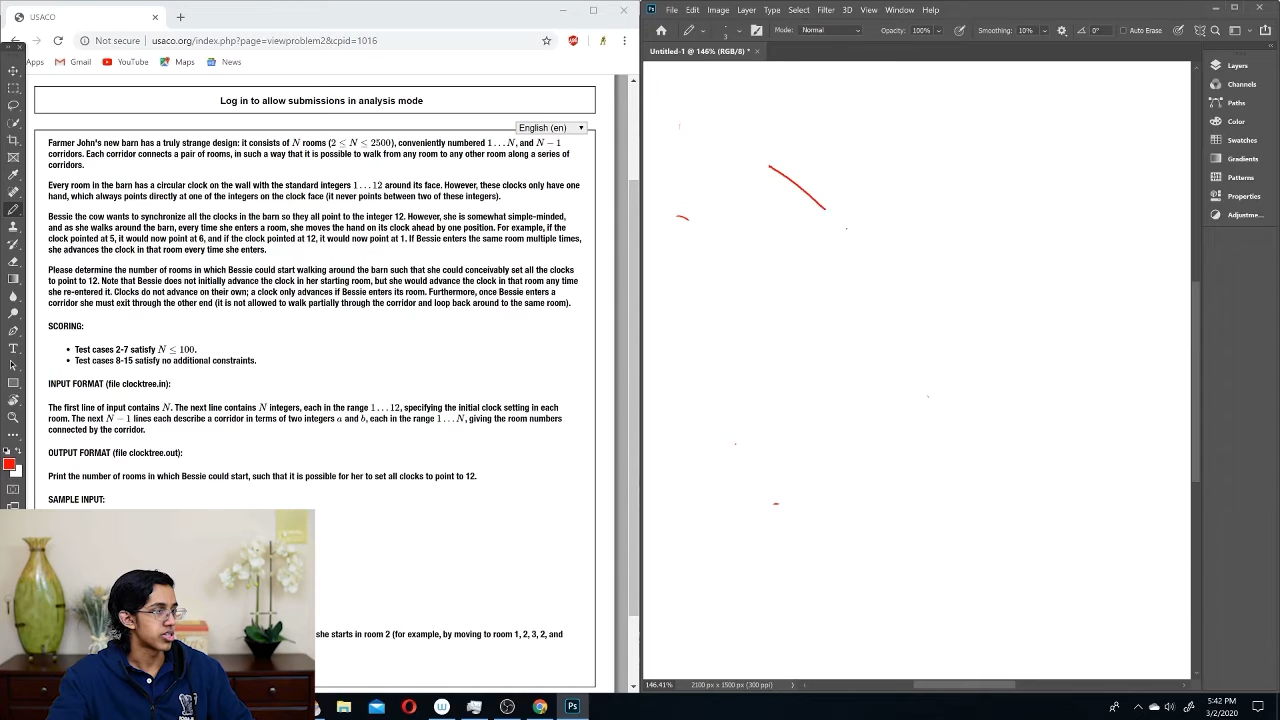 USACO
File
Edit
Image
Layer
Type
Select
Filter
3D
View
Window
Help
Not secure | usaco.org/index.php?page=viewproblem2&cpid=1016
3
Mode: Normal
Opacity: 100%
Smoothing: 10%
0°
Auto Erase
Untitled-1 @ 146% (RGB/8) *
Apps
Gmail
YouTube
Maps
News
Layers
Channels
Paths
Color
Swatches
Gradients
Patterns
Properties
Adjustme...
Log in to allow submissions in analysis mode
English (en)
Farmer John's new barn has a truly strange design: it consists of N rooms (2 ≤ N ≤ 2500), conveniently numbered 1…N, and N − 1
corridors. Each corridor connects a pair of rooms, in such a way that it is possible to walk from any room to any other room along a series of
corridors.
Every room in the barn has a circular clock on the wall with the standard integers 1…12 around its face. However, these clocks only have one
hand, which always points directly at one of the integers on the clock face (it never points between two of these integers).
Bessie the cow wants to synchronize all the clocks in the barn so they all point to the integer 12. However, she is somewhat simple-minded,
and as she walks around the barn, every time she enters a room, she moves the hand on its clock ahead by one position. For example, if the
clock pointed at 5, it would now point at 6, and if the clock pointed at 12, it would now point at 1. If Bessie enters the same room multiple times,
she advances the clock in that room every time she enters.
Please determine the number of rooms in which Bessie could start walking around the barn such that she could conceivably set all the clocks
to point to 12. Note that Bessie does not initially advance the clock in her starting room, but she would advance the clock in that room any time
she re-entered it. Clocks do not advance on their own; a clock only advances if Bessie enters its room. Furthermore, once Bessie enters a
corridor she must exit through the other end (it is not allowed to walk partially through the corridor and loop back around to the same room).
SCORING:
• Test cases 2-7 satisfy N ≤ 100.
• Test cases 8-15 satisfy no additional constraints.
INPUT FORMAT (file clocktree.in):
The first line of input contains N. The next line contains N integers, each in the range 1…12, specifying the initial clock setting in each
room. The next N − 1 lines each describe a corridor in terms of two integers a and b, each in the range 1…N, giving the room numbers
connected by the corridor.
OUTPUT FORMAT (file clocktree.out):
Print the number of rooms in which Bessie could start, such that it is possible for her to set all clocks to point to 12.
SAMPLE INPUT:
she starts in room 2 (for example, by moving to room 1, 2, 3, 2, and
146.41%
2100 px x 1500 px (300 ppi)
5:42 PM
3/2/2020